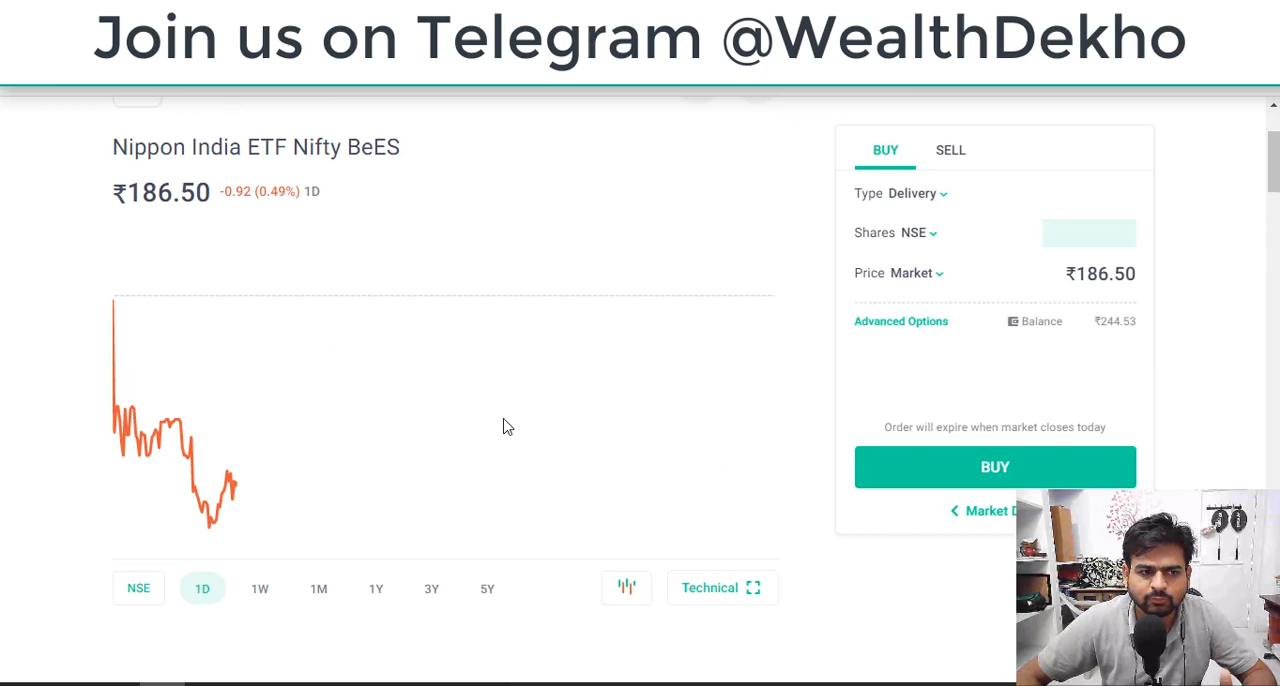 Join us on Telegram @WealthDekho
Nippon India ETF Nifty BeES
₹186.50 -0.92 (0.49%) 1D
BUY SELL
Type Delivery
Shares NSE
Price Market ₹186.50
Advanced Options Balance ₹244.53
Order will expire when market closes today
BUY
Market
NSE 1D 1W 1M 1Y 3Y 5Y Technical